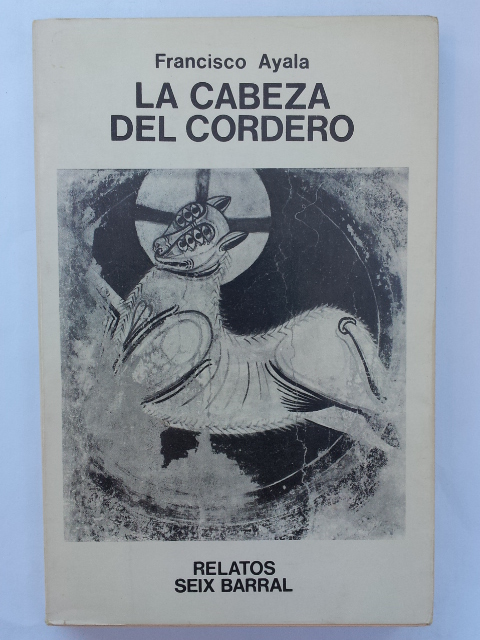 Francisco Ayala
LA CABEZA
DEL CORDERO
RELATOS
SEIX BARRAL